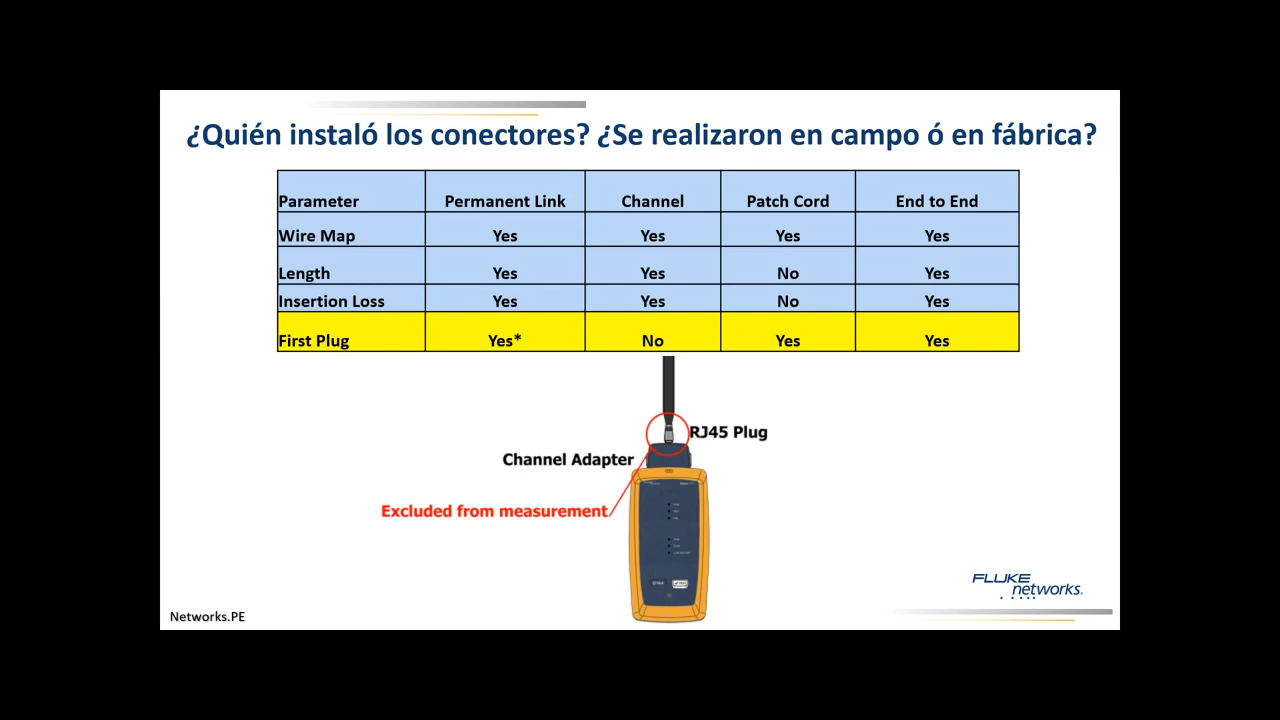 ¿Quién instaló los conectores? ¿Se realizaron en campo ó en fábrica?
Parameter Permanent Link Channel Patch Cord End to End
Wire Map Yes Yes Yes Yes
Length Yes Yes No Yes
Insertion Loss Yes Yes No Yes
First Plug Yes* No Yes Yes
RJ45 Plug
Channel Adapter
Excluded from measurement
FLUKE
networks.
Networks.PE